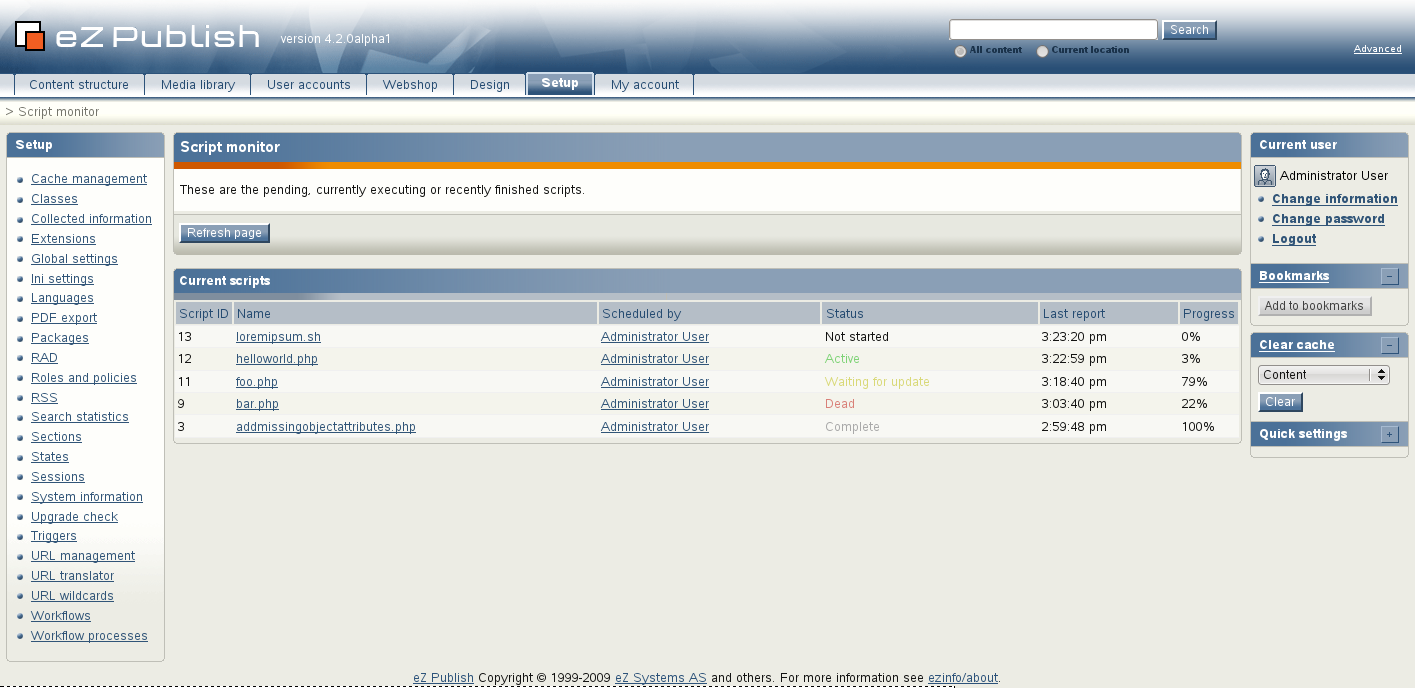 eZ Publish version 4.2.0alpha1
Search
All content Current location
Advanced
Content structure Media library User accounts Webshop Design Setup My account
> Script monitor
Setup
Cache management
Classes
Collected information
Extensions
Global settings
Ini settings
Languages
PDF export
Packages
RAD
Roles and policies
RSS
Search statistics
Sections
States
Sessions
System information
Upgrade check
Triggers
URL management
URL translator
URL wildcards
Workflows
Workflow processes
Script monitor
These are the pending, currently executing or recently finished scripts.
Refresh page
Current scripts
Script ID Name Scheduled by Status Last report Progress
13 loremipsum.sh Administrator User Not started 3:23:20 pm 0%
12 helloworld.php Administrator User Active 3:22:59 pm 3%
11 foo.php Administrator User Waiting for update 3:18:40 pm 79%
9 bar.php Administrator User Dead 3:03:40 pm 22%
3 addmissingobjectattributes.php Administrator User Complete 2:59:48 pm 100%
Current user
Administrator User
Change information
Change password
Logout
Bookmarks -
Add to bookmarks
Clear cache -
Content
Clear
Quick settings +
eZ Publish Copyright © 1999-2009 eZ Systems AS and others. For more information see ezinfo/about.